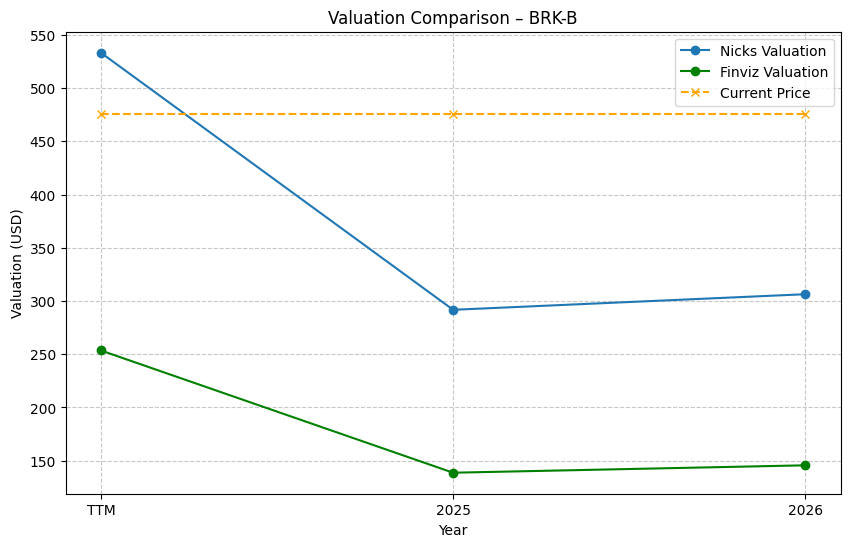 Valuation Comparison – BRK-B
Nicks Valuation
Finviz Valuation
Current Price
Valuation (USD)
550
500
450
400
350
300
250
200
150
TTM
2025
2026
Year